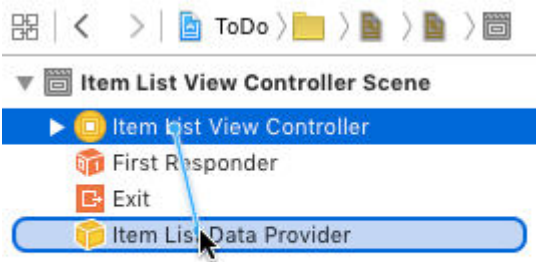 ToDo
Item List View Controller Scene
Item List View Controller
First Responder
Exit
Item List Data Provider